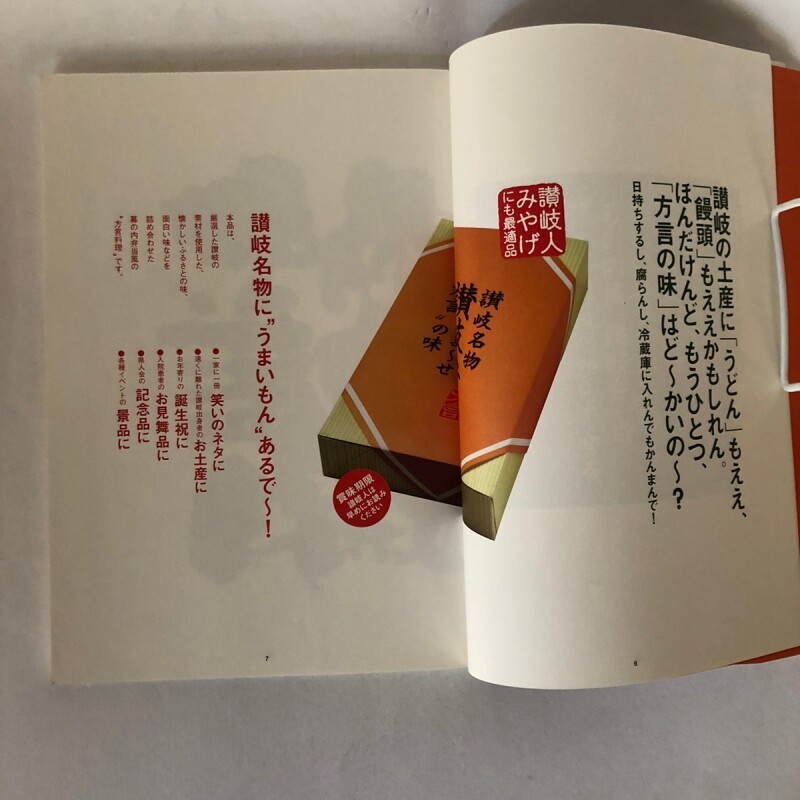 讃岐の土産に「うどん」もええ、
「饅頭」もええかもしれん。
ほんだけんど、もうひとつ、
「方言の味」はど〜かいの〜?
日持ちするし、腐らんし、冷蔵庫に入れんでもかんまんで!
讃岐人
みやげ
にも最適品
讃岐名物
の味
賞味期限
讃岐人は
早めにお読み
ください
讃岐名物に"うまいもん"あるで〜!
本品は、
厳選した讃岐の
素材を使用した、
懐かしいふるさとの味、
面白い味などを
詰め合わせた
幕の内弁当風の
"方言料理"です。
●一家に一冊 笑いのネタに
●遠くに離れた讃岐出身者の お土産に
●お年寄りの 誕生祝に
●入院患者の お見舞品に
●県人会の 記念品に
●各種イベントの 景品に
6
7